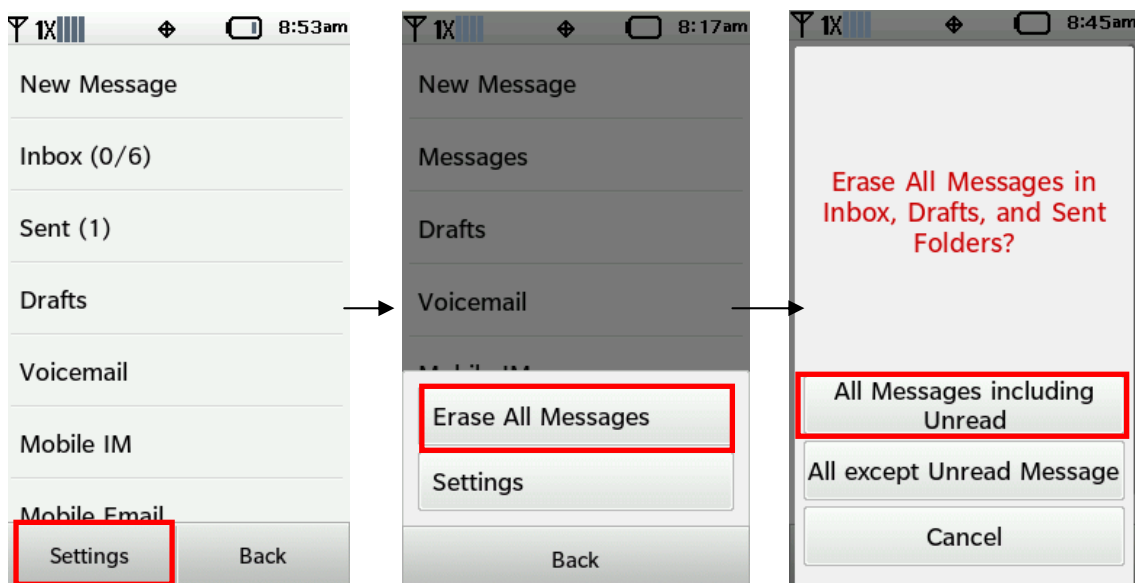 1X 8:53am
New Message
Inbox (0/6)
Sent (1)
Drafts
Voicemail
Mobile IM
Mobile Email
Settings Back
1X 8:17am
New Message
Messages
Drafts
Voicemail
Mobile IM
Erase All Messages
Settings
Back
1X 8:45am
Erase All Messages in
Inbox, Drafts, and Sent
Folders?
All Messages including
Unread
All except Unread Message
Cancel